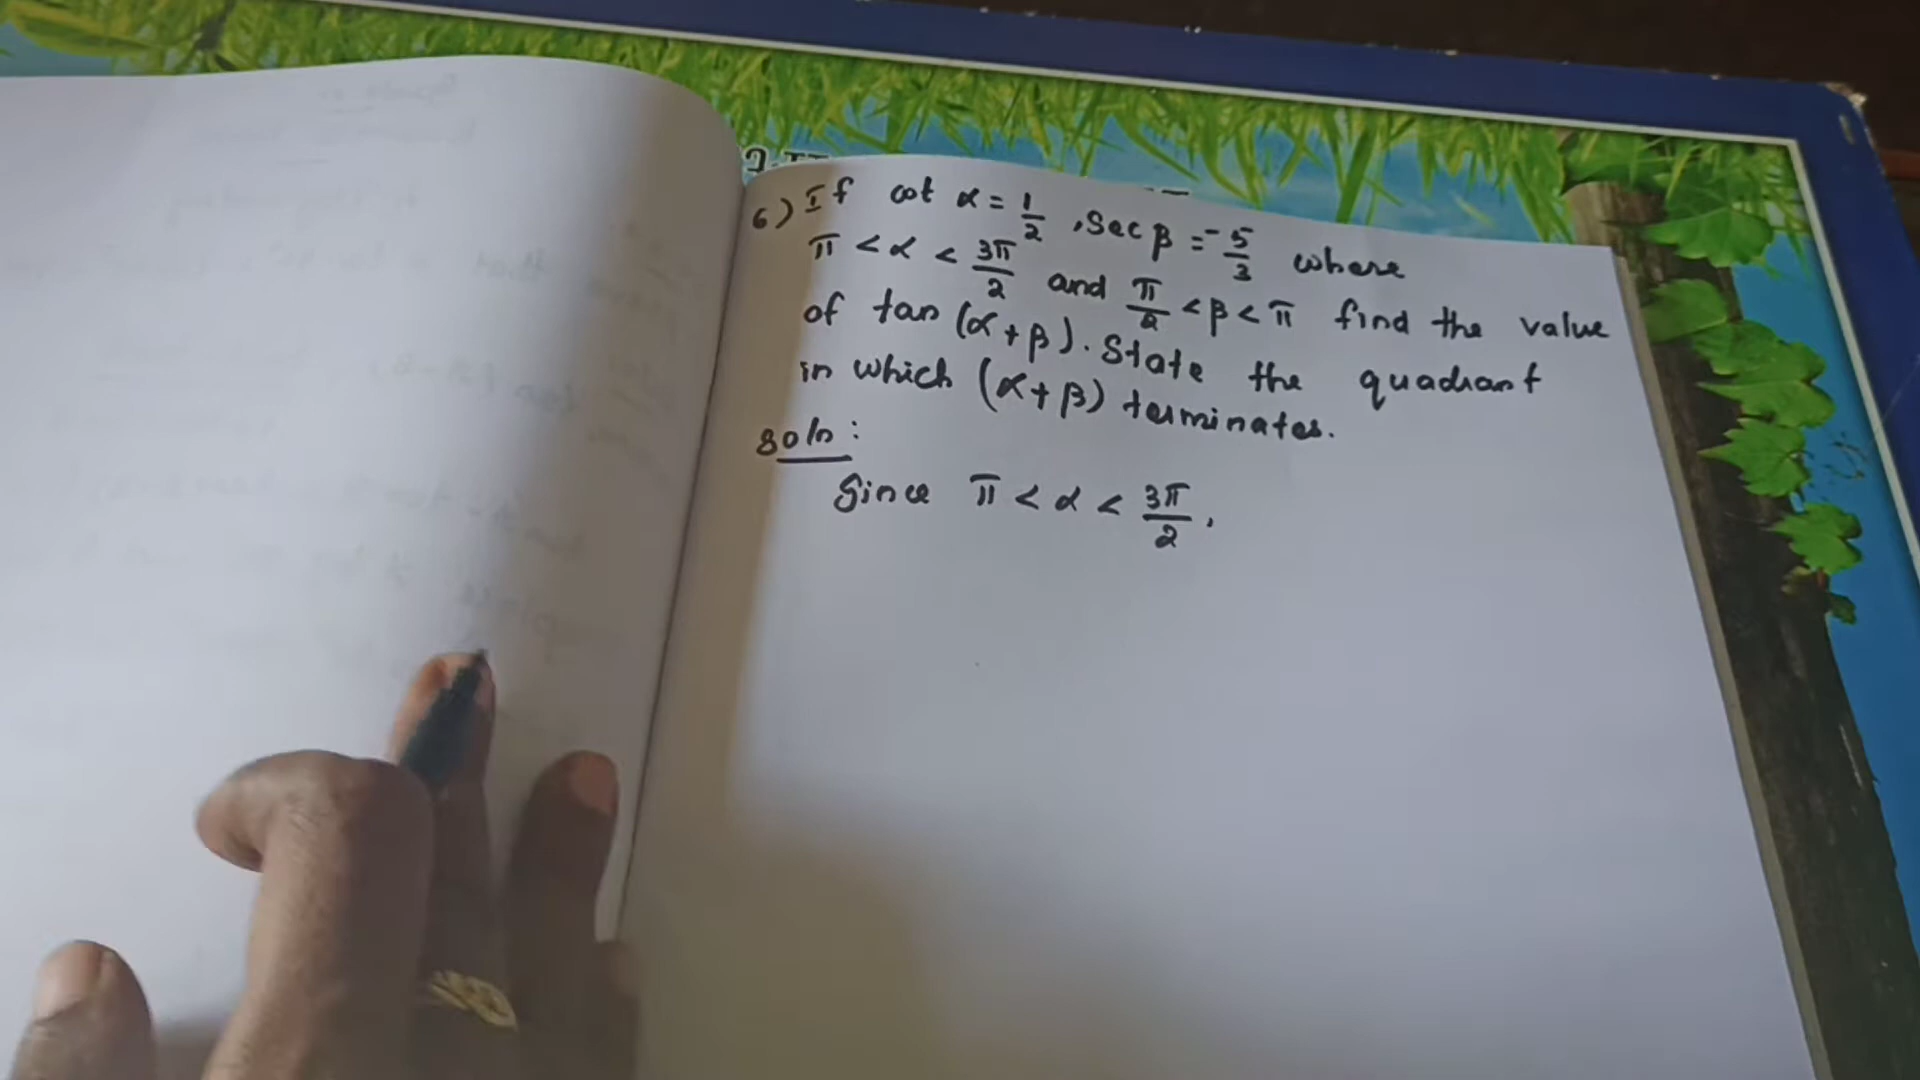 6) If cot α = 1/2, Sec β = -5/3 where
π < α < 3π/2 and π/2 < β < π find the value
of tan (α + β). State the quadrant
in which (α + β) terminates.
Soln:
Since π < α < 3π/2,